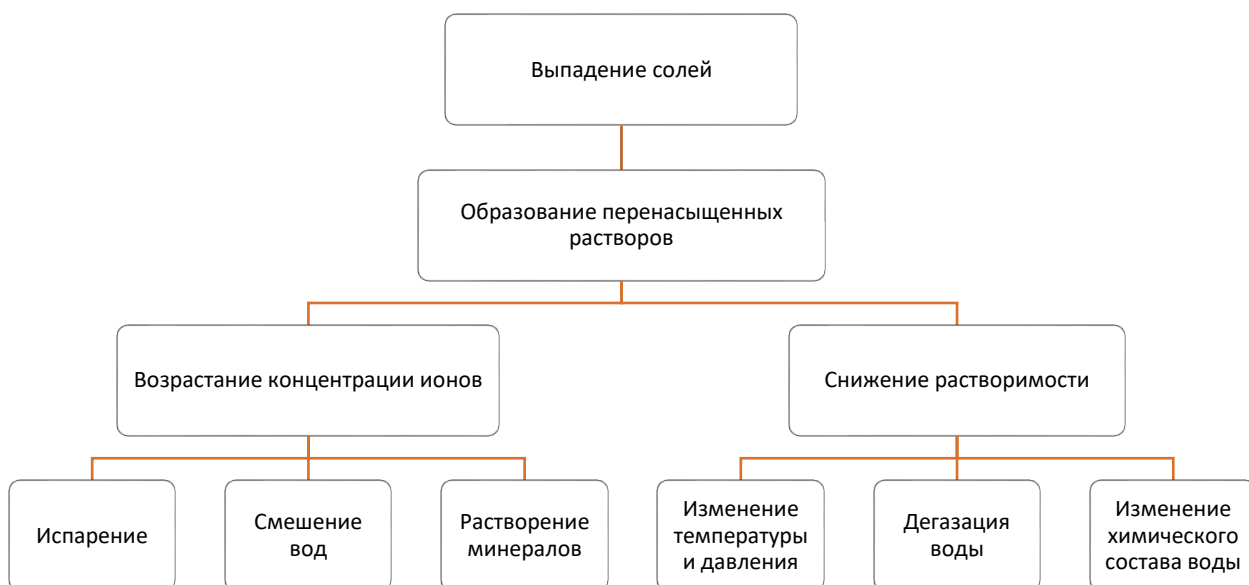 Выпадение солей
Образование перенасыщенных
растворов
Возрастание концентрации ионов
Снижение растворимости
Испарение
Смешение
вод
Растворение
минералов
Изменение
температуры
и давления
Дегазация
воды
Изменение
химического
состава воды